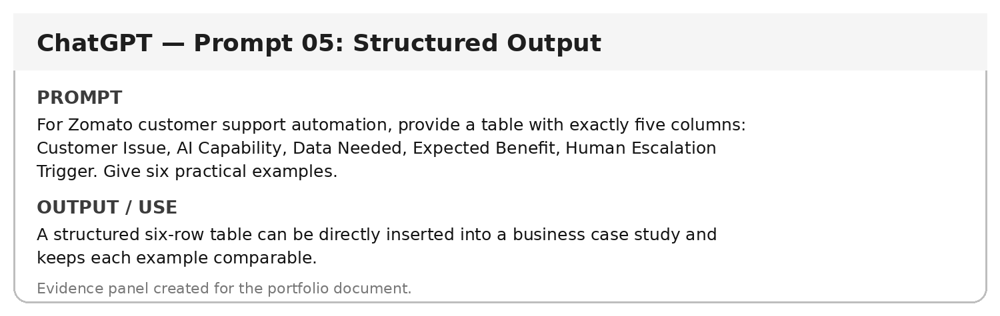 ChatGPT — Prompt 05: Structured Output
PROMPT
For Zomato customer support automation, provide a table with exactly five columns:
Customer Issue, AI Capability, Data Needed, Expected Benefit, Human Escalation
Trigger. Give six practical examples.
OUTPUT / USE
A structured six-row table can be directly inserted into a business case study and
keeps each example comparable.
Evidence panel created for the portfolio document.